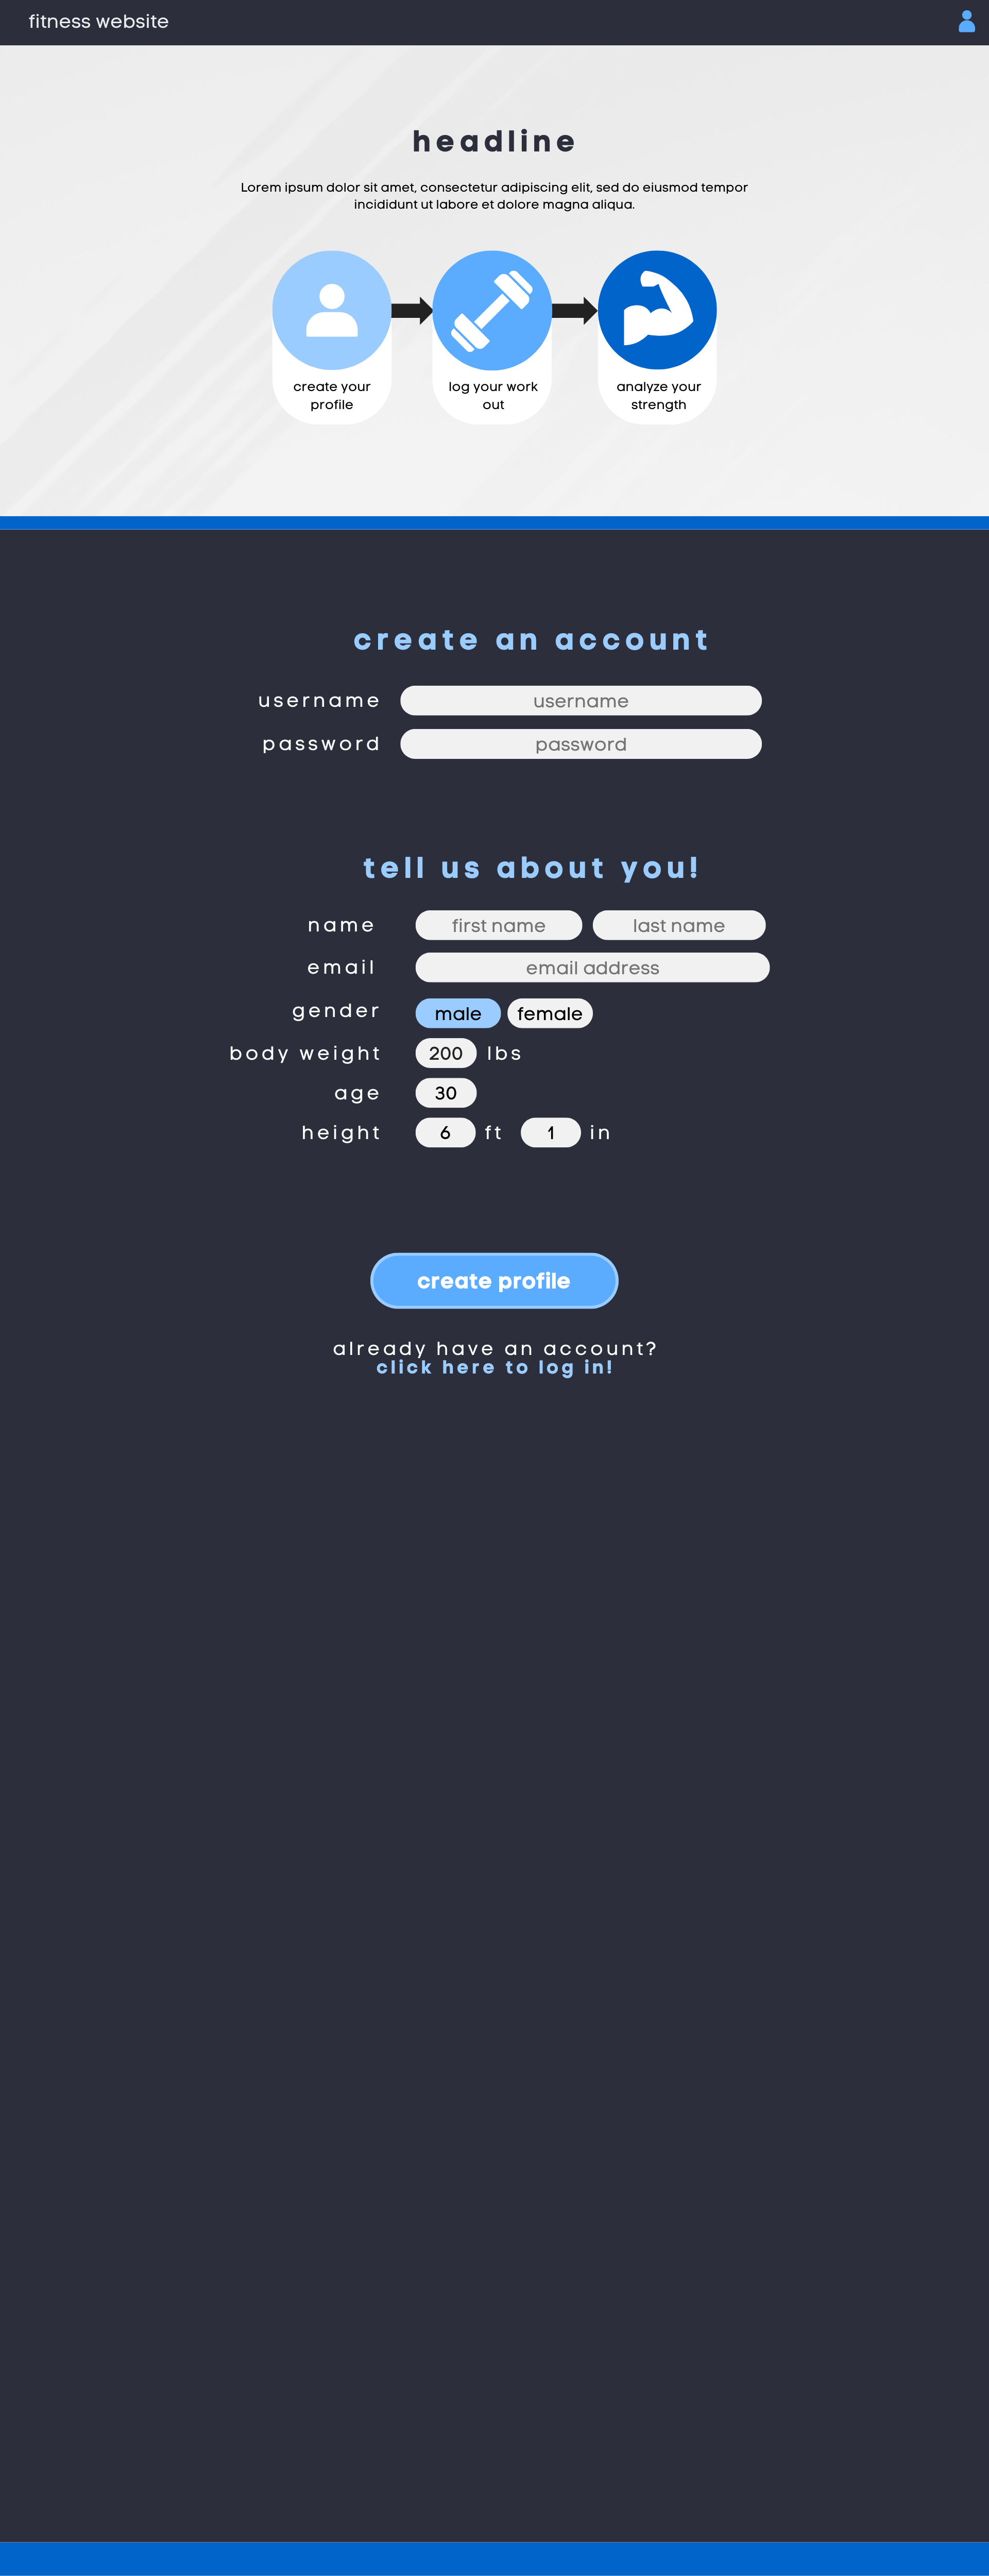 fitness website
headline
Lorem ipsum dolor sit amet, consectetur adipiscing elit, sed do eiusmod tempor
incididunt ut labore et dolore magna aliqua.
create your
profile
log your work
out
analyze your
strength
create an account
username username
password password
tell us about you!
name first name last name
email email address
gender male female
body weight 200 lbs
age 30
height 6 ft 1 in
create profile
already have an account?
click here to log in!